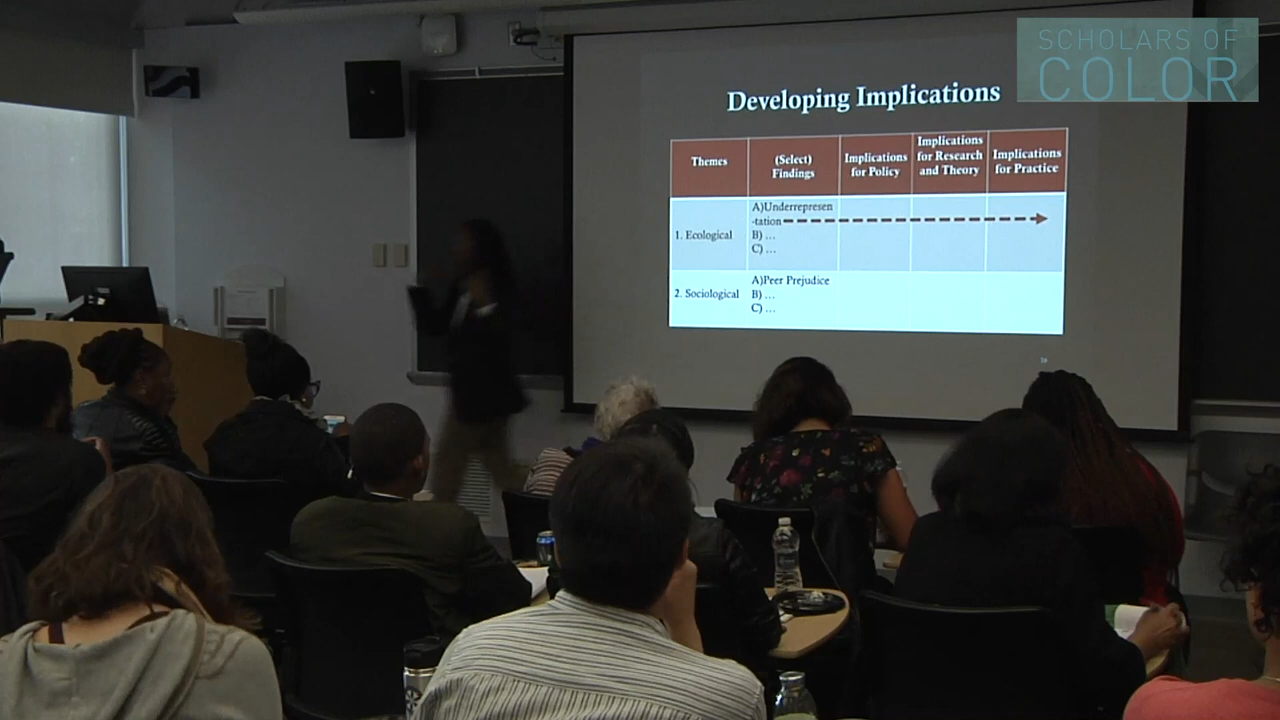 SCHOLARS OF
COLOR
Developing Implications
Themes
(Select)
Findings
Implications
for Policy
Implications
for Research
and Theory
Implications
for Practice
1. Ecological
A)Underrepresen
-tation
B) ...
C) ...
2. Sociological
A)Peer Prejudice
B) ...
C) ...